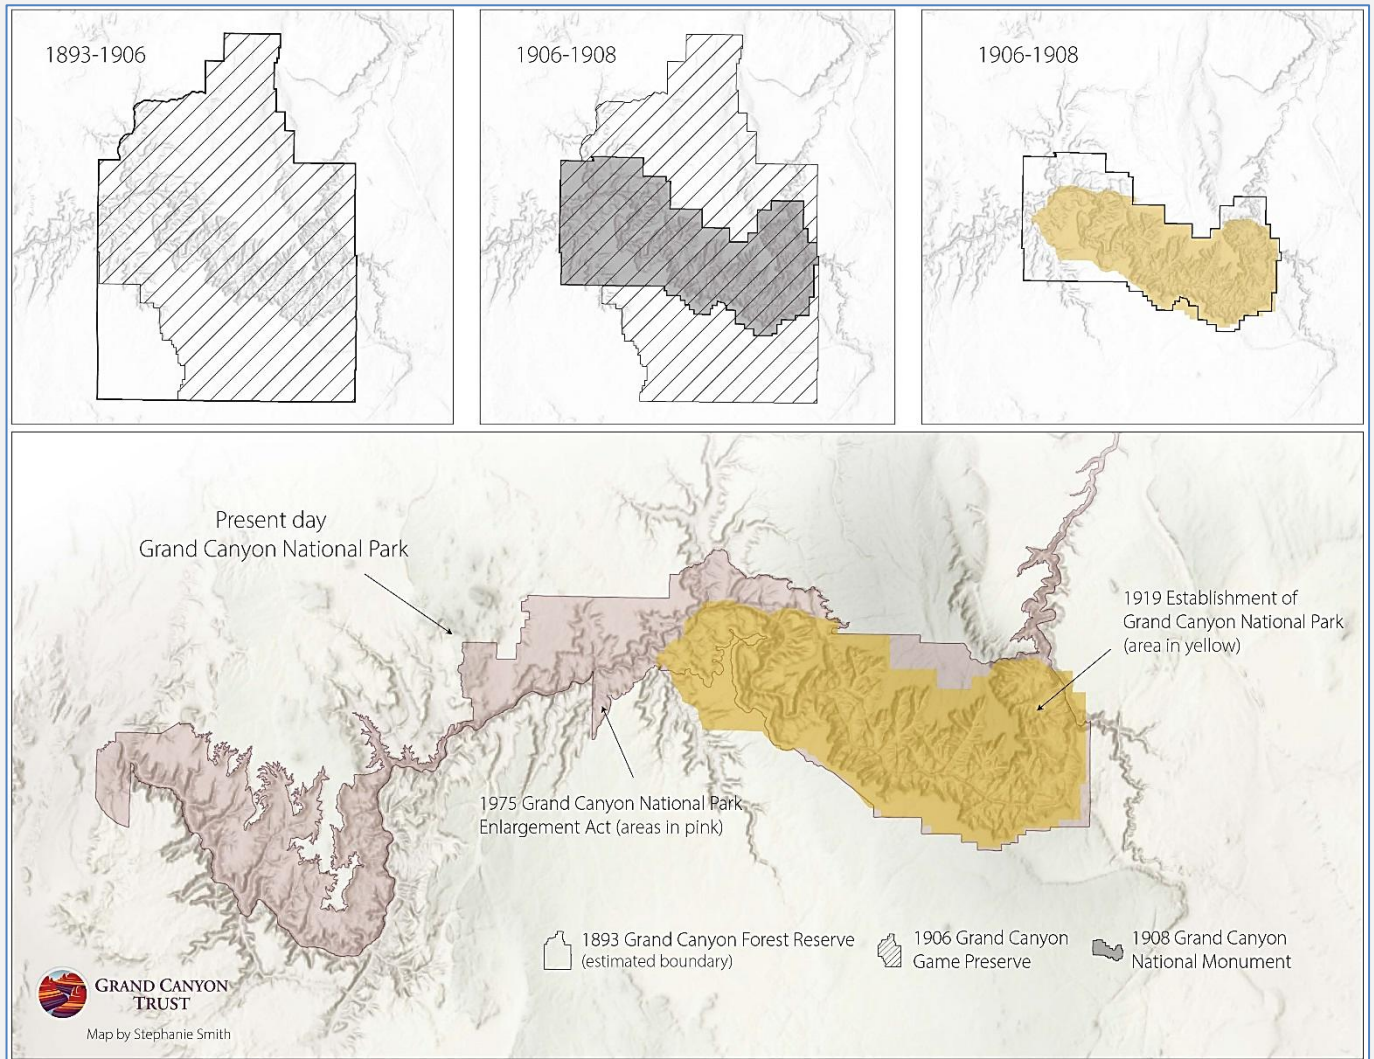 1893-1906
1906-1908
1906-1908
Present day
Grand Canyon National Park
1919 Establishment of
Grand Canyon National Park
(area in yellow)
1975 Grand Canyon National Park
Enlargement Act (areas in pink)
1893 Grand Canyon Forest Reserve
(estimated boundary)
1906 Grand Canyon
Game Preserve
1908 Grand Canyon
National Monument
GRAND CANYON
TRUST
Map by Stephanie Smith